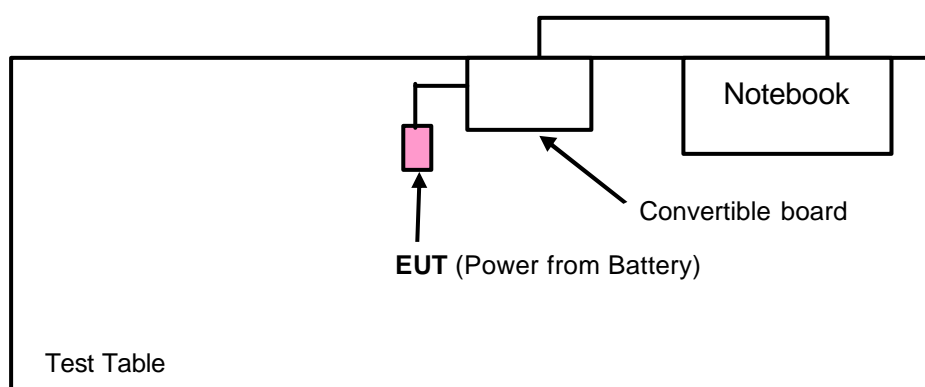 Notebook
Convertible board
EUT (Power from Battery)
Test Table